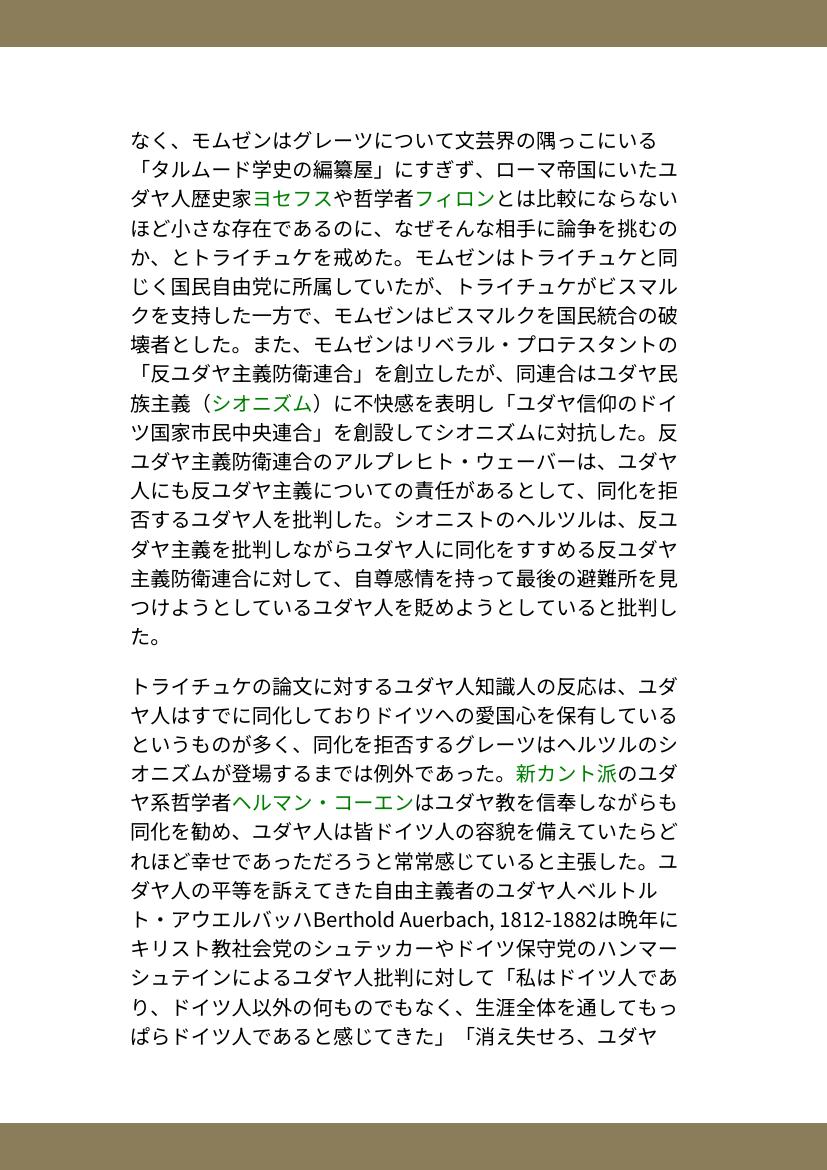 なく、モムゼンはグレーツについて文芸界の隅っこにいる
「タルムード学史の編纂屋」にすぎず、ローマ帝国にいたユ
ダヤ人歴史家ヨセフスや哲学者フィロンとは比較にならない
ほど小さな存在であるのに、なぜそんな相手に論争を挑むの
か、とトライチュケを戒めた。モムゼンはトライチュケと同
じく国民自由党に所属していたが、トライチュケがビスマル
クを支持した一方で、モムゼンはビスマルクを国民統合の破
壊者とした。また、モムゼンはリベラル・プロテスタントの
「反ユダヤ主義防衛連合」を創立したが、同連合はユダヤ民
族主義（シオニズム）に不快感を表明し「ユダヤ信仰のドイ
ツ国家市民中央連合」を創設してシオニズムに対抗した。反
ユダヤ主義防衛連合のアルプレヒト・ウェーバーは、ユダヤ
人にも反ユダヤ主義についての責任があるとして、同化を拒
否するユダヤ人を批判した。シオニストのヘルツルは、反ユ
ダヤ主義を批判しながらユダヤ人に同化をすすめる反ユダヤ
主義防衛連合に対して、自尊感情を持って最後の避難所を見
つけようとしているユダヤ人を貶めようとしていると批判し
た。
トライチュケの論文に対するユダヤ人知識人の反応は、ユダ
ヤ人はすでに同化しておりドイツへの愛国心を保有している
というものが多く、同化を拒否するグレーツはヘルツルのシ
オニズムが登場するまでは例外であった。新カント派のユダ
ヤ系哲学者ヘルマン・コーエンはユダヤ教を信奉しながらも
同化を勧め、ユダヤ人は皆ドイツ人の容貌を備えていたらど
れほど幸せであっただろうと常常感じていると主張した。ユ
ダヤ人の平等を訴えてきた自由主義者のユダヤ人ベルトル
ト・アウエルバッハBerthold Auerbach, 1812-1882は晩年に
キリスト教社会党のシュテッカーやドイツ保守党のハンマー
シュテインによるユダヤ人批判に対して「私はドイツ人であ
り、ドイツ人以外の何ものでもなく、生涯全体を通してもっ
ぱらドイツ人であると感じてきた」「消え失せろ、ユダヤ